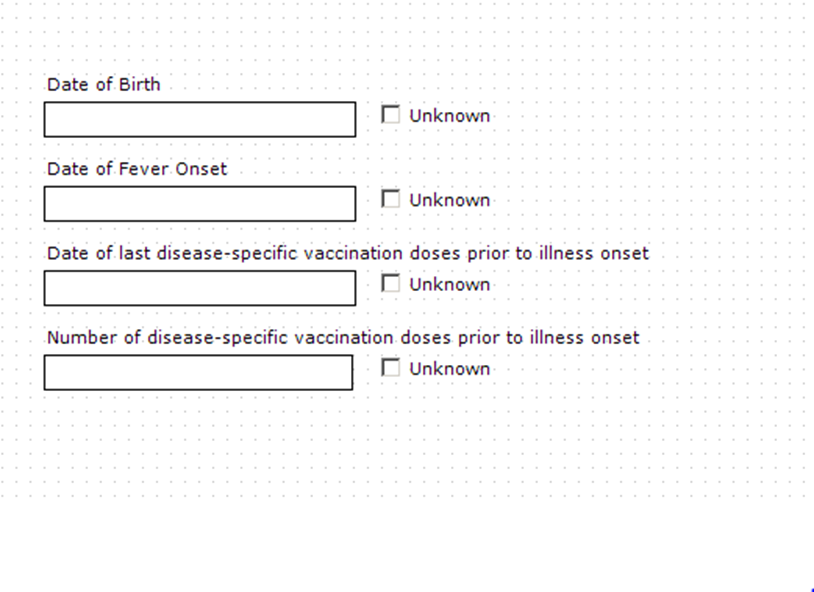 Date of Birth
Unknown
Date of Fever Onset
Unknown
Date of last disease-specific vaccination doses prior to illness onset
Unknown
Number of disease-specific vaccination doses prior to illness onset
Unknown